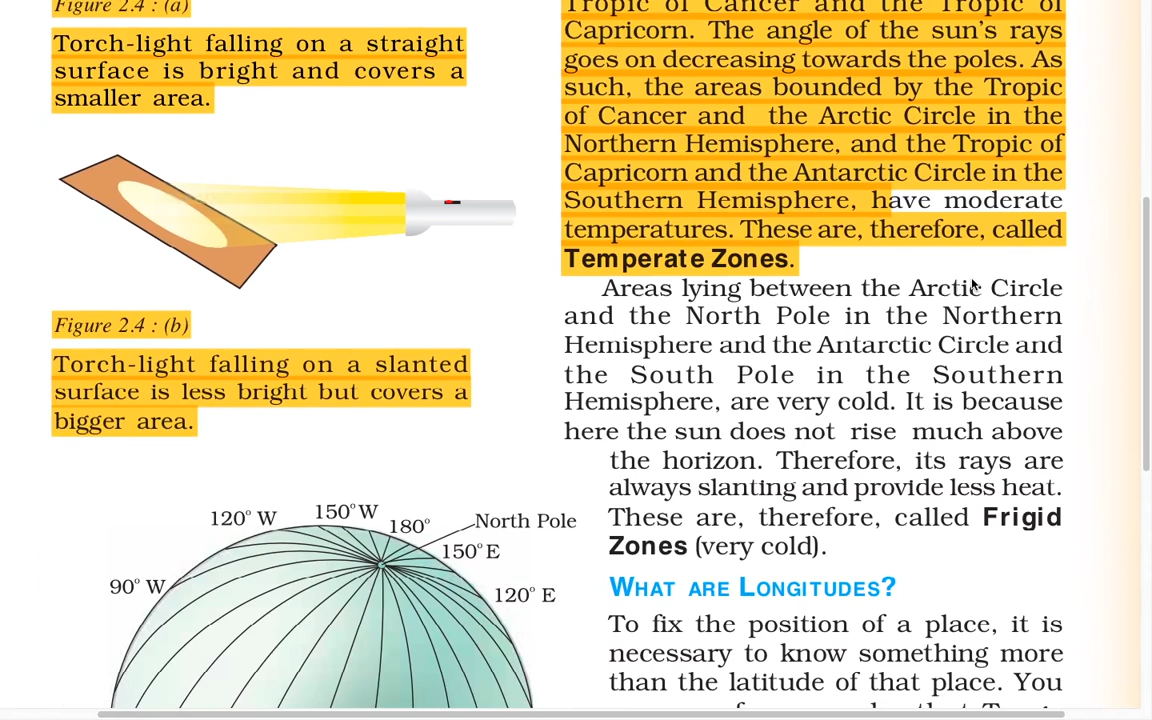 Figure 2.4 : (a)
Torch-light falling on a straight
surface is bright and covers a
smaller area.
Figure 2.4 : (b)
Torch-light falling on a slanted
surface is less bright but covers a
bigger area.
120° W
150° W
180°
North Pole
150° E
90° W
120° E
Tropic of Cancer and the Tropic of
Capricorn. The angle of the sun's rays
goes on decreasing towards the poles. As
such, the areas bounded by the Tropic
of Cancer and the Arctic Circle in the
Northern Hemisphere, and the Tropic of
Capricorn and the Antarctic Circle in the
Southern Hemisphere, have moderate
temperatures. These are, therefore, called
Temperate Zones.
Areas lying between the Arctic Circle
and the North Pole in the Northern
Hemisphere and the Antarctic Circle and
the South Pole in the Southern
Hemisphere, are very cold. It is because
here the sun does not rise much above
the horizon. Therefore, its rays are
always slanting and provide less heat.
These are, therefore, called Frigid
Zones (very cold).
WHAT ARE LONGITUDES?
To fix the position of a place, it is
necessary to know something more
than the latitude of that place. You